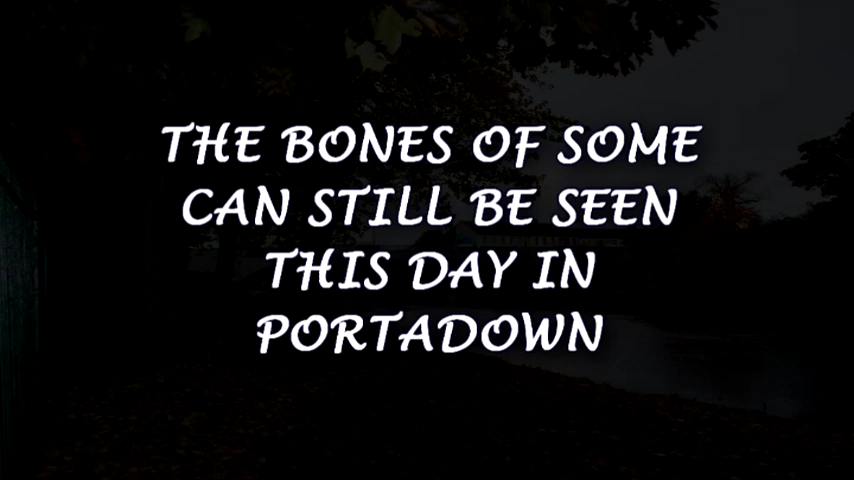 THE BONES OF SOME
CAN STILL BE SEEN
THIS DAY IN
PORTADOWN